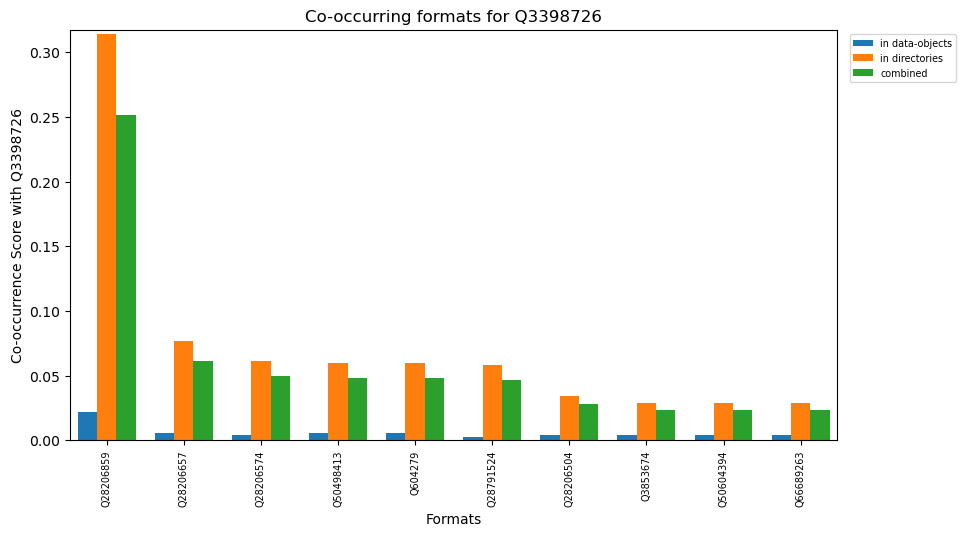 Co-occurring formats for Q3398726
in data-objects
in directories
combined
Co-occurrence Score with Q3398726
0.30
0.25
0.20
0.15
0.10
0.05
0.00
Q28206859
Q28206657
Q28206574
Q50498413
Q604279
Q28791524
Q28206504
Q3853674
Q50604394
Q66689263
Formats